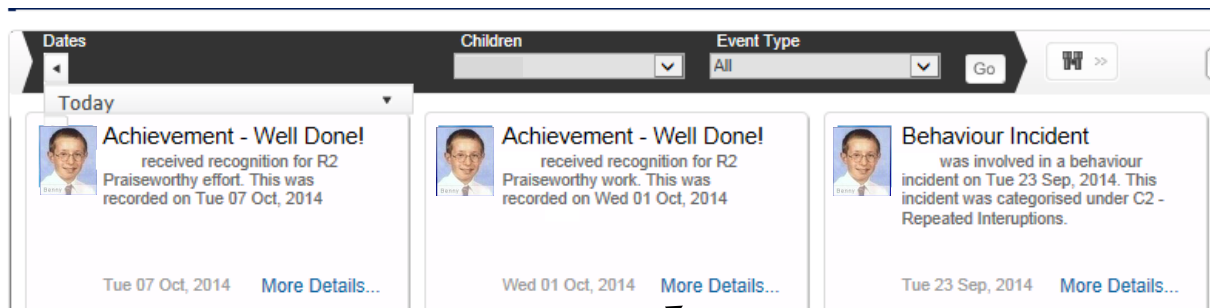 Dates
Children
Event Type
All
Go
Today
Achievement - Well Done!
received recognition for R2
Praiseworthy effort. This was
recorded on Tue 07 Oct, 2014
Tue 07 Oct, 2014 More Details...
Achievement - Well Done!
received recognition for R2
Praiseworthy work. This was
recorded on Wed 01 Oct, 2014
Wed 01 Oct, 2014 More Details...
Behaviour Incident
was involved in a behaviour
incident on Tue 23 Sep, 2014. This
incident was categorised under C2 -
Repeated Interuptions.
Tue 23 Sep, 2014 More Details...